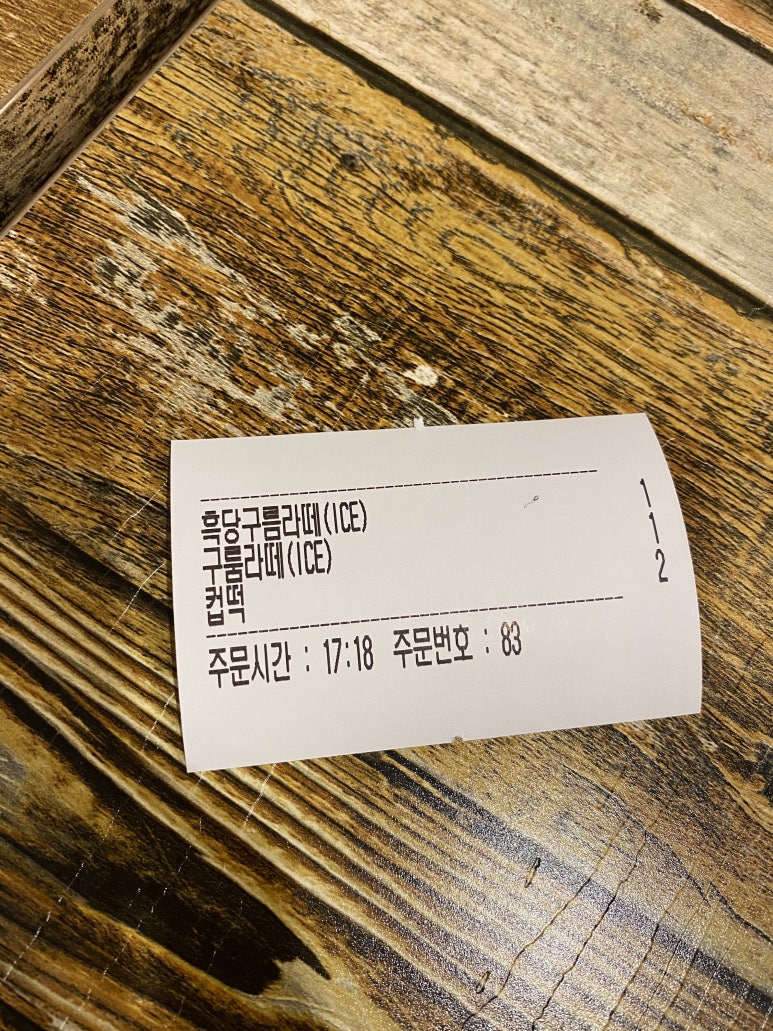 흑당구름라떼(ICE) 1
구름라떼(ICE) 1
컵떡 2
주문시간 : 17:18 주문번호 : 83